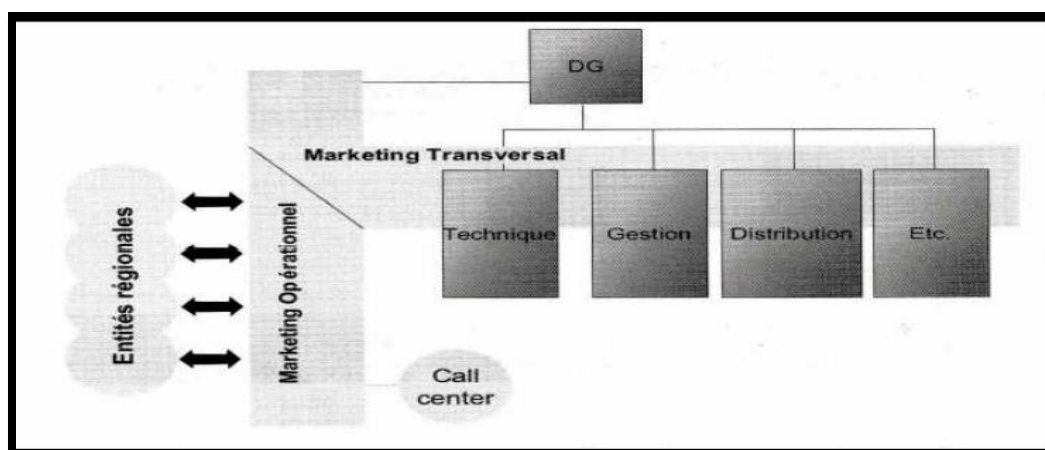 DG
Marketing Transversal
Technique
Gestion
Distribution
Etc.
Entités régionales
Marketing Opérationnel
Call
center